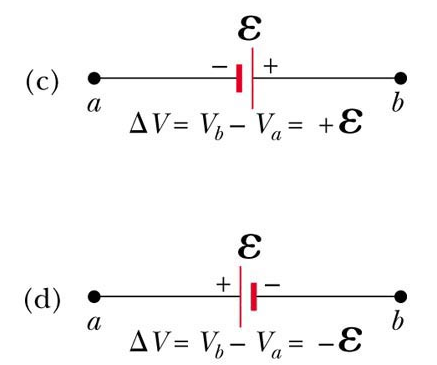 ε
(c) − +
a b
ΔV = V_b − V_a = +ε
ε
(d) + −
a b
ΔV = V_b − V_a = −ε